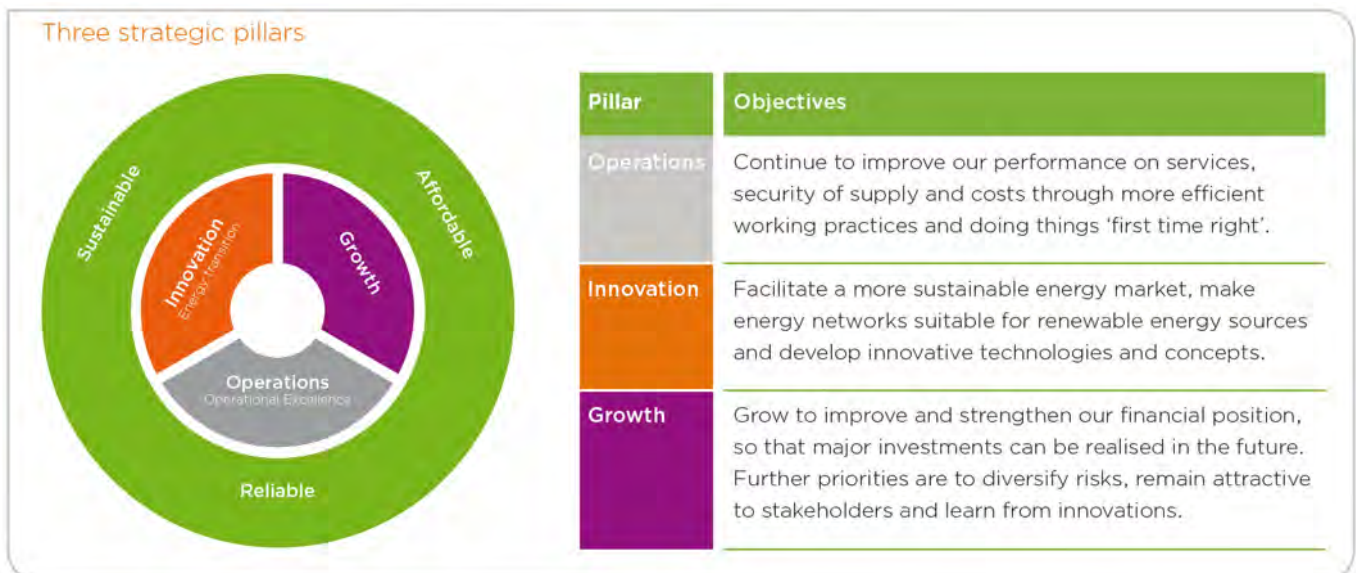 Three strategic pillars
Sustainable
Affordable
Innovation
Energy transition
Growth
Operations
Operational Excellence
Reliable
Pillar
Objectives
Operations
Continue to improve our performance on services,
security of supply and costs through more efficient
working practices and doing things ‘first time right’.
Innovation
Facilitate a more sustainable energy market, make
energy networks suitable for renewable energy sources
and develop innovative technologies and concepts.
Growth
Grow to improve and strengthen our financial position,
so that major investments can be realised in the future.
Further priorities are to diversify risks, remain attractive
to stakeholders and learn from innovations.